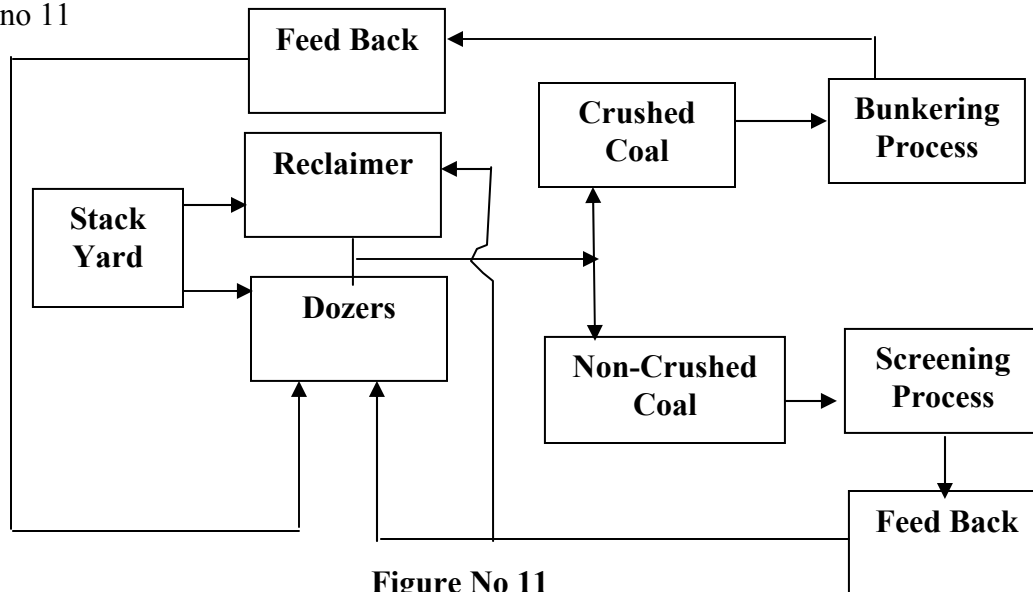 no 11
Feed Back
Crushed
Coal
Bunkering
Process
Reclaimer
Stack
Yard
Dozers
Non-Crushed
Coal
Screening
Process
Feed Back
Figure No 11